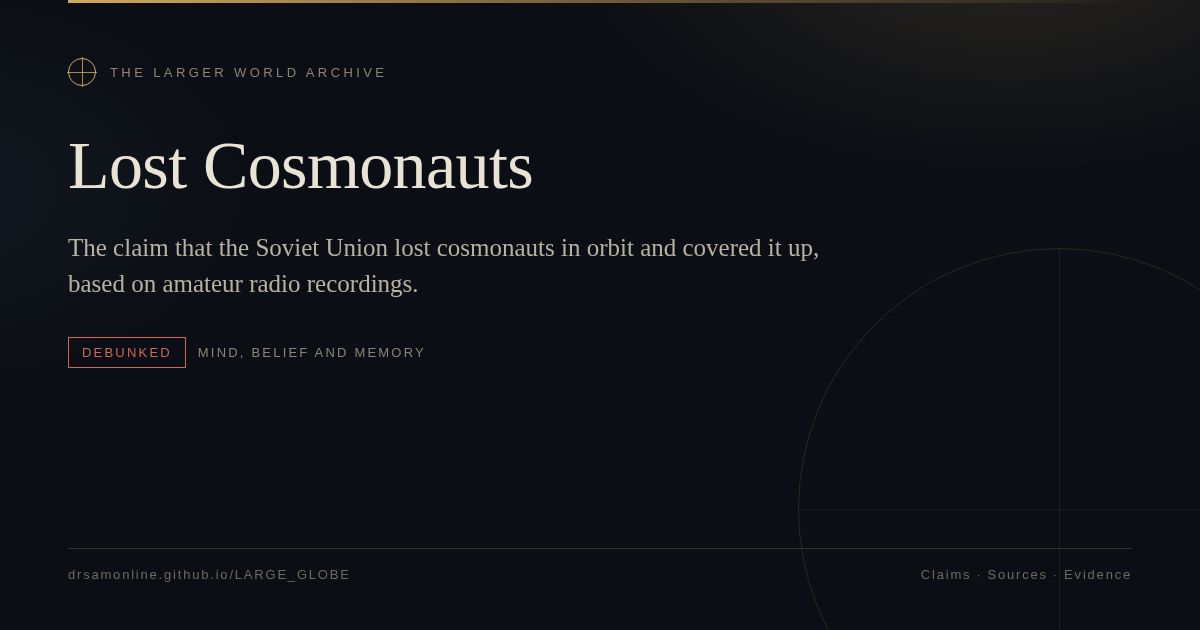 THE LARGER WORLD ARCHIVE
Lost Cosmonauts
The claim that the Soviet Union lost cosmonauts in orbit and covered it up,
based on amateur radio recordings.
DEBUNKED MIND, BELIEF AND MEMORY
drsamonline.github.io/LARGE_GLOBE Claims · Sources · Evidence